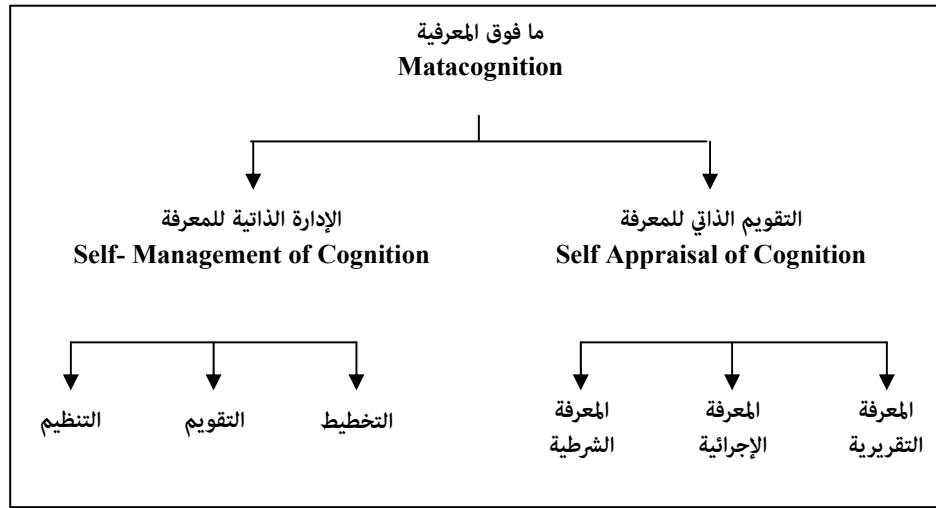 ما فوق المعرفية
Matacognition
التقويم الذاتي للمعرفة
Self Appraisal of Cognition
الإدارة الذاتية للمعرفة
Self- Management of Cognition
المعرفة
التقريرية
المعرفة
الإجرائية
المعرفة
الشرطية
التخطيط
التقويم
التنظيم